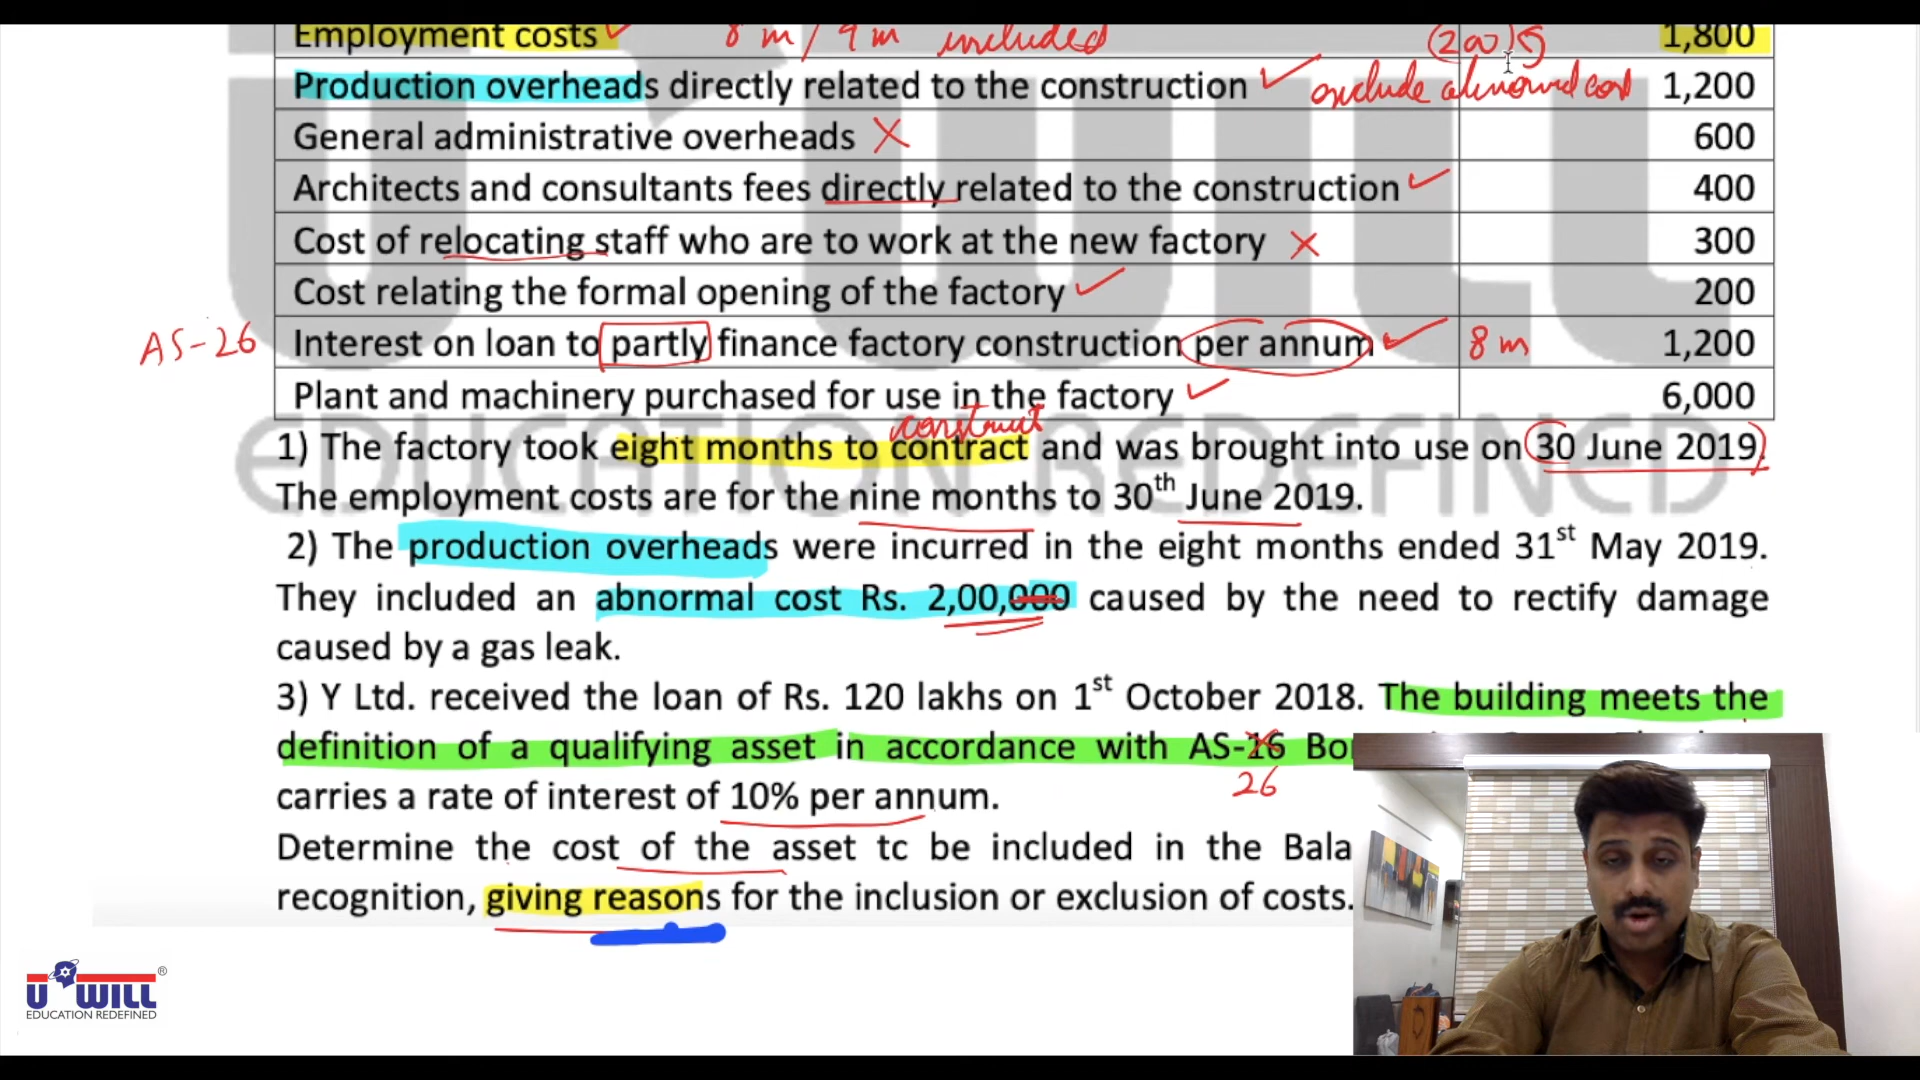 Employment costs 8 m / 9 m included (200) 1,800
Production overheads directly related to the construction exclude abnormal cost 1,200
General administrative overheads 600
Architects and consultants fees directly related to the construction 400
Cost of relocating staff who are to work at the new factory 300
Cost relating the formal opening of the factory 200
AS-26 Interest on loan to partly finance factory construction per annum 8 m 1,200
Plant and machinery purchased for use in the factory 6,000
construct
1) The factory took eight months to contract and was brought into use on 30 June 2019.
The employment costs are for the nine months to 30th June 2019.
2) The production overheads were incurred in the eight months ended 31st May 2019.
They included an abnormal cost Rs. 2,00,000 caused by the need to rectify damage
caused by a gas leak.
3) Y Ltd. received the loan of Rs. 120 lakhs on 1st October 2018. The building meets the
definition of a qualifying asset in accordance with AS-16 Bor
26
carries a rate of interest of 10% per annum.
Determine the cost of the asset tc be included in the Bala
recognition, giving reasons for the inclusion or exclusion of costs.
EDUCATION REDEFINED
U WILL ®
EDUCATION REDEFINED